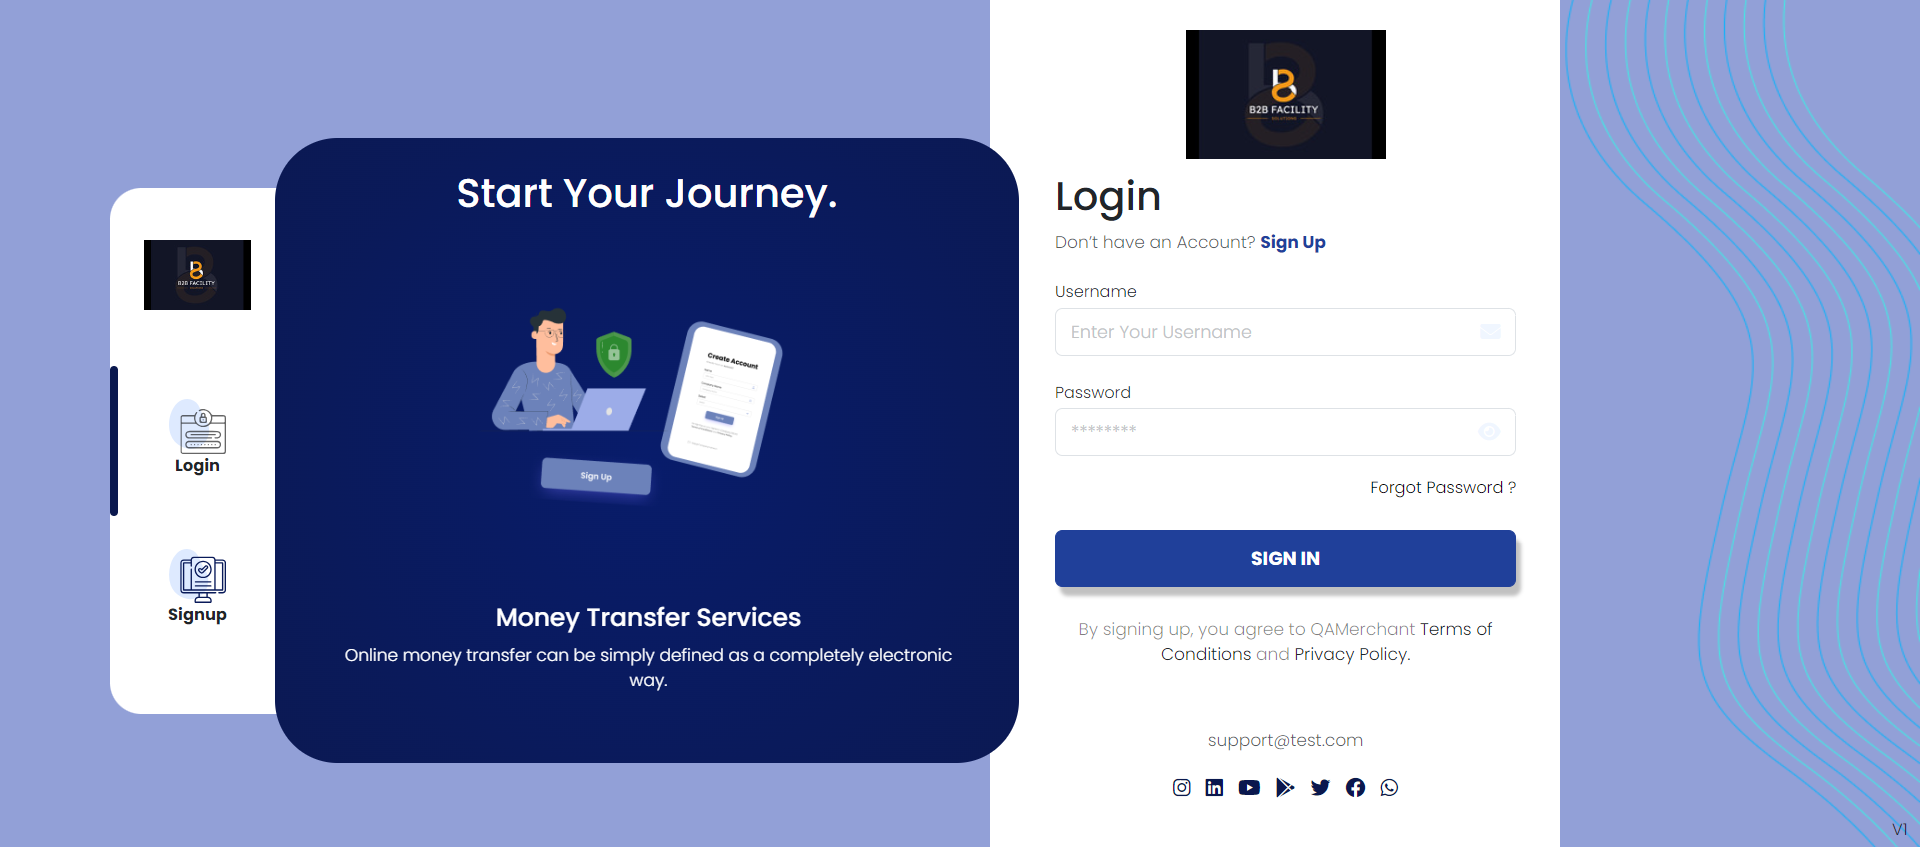 B2B FACILITY
Login
Signup
Start Your Journey.
Create Account
Sign Up
Money Transfer Services
Online money transfer can be simply defined as a completely electronic
way.
B2B FACILITY
SOLUTIONS
Login
Don't have an Account? Sign Up
Username
Enter Your Username
Password
********
Forgot Password ?
SIGN IN
By signing up, you agree to QAMerchant Terms of
Conditions and Privacy Policy.
support@test.com
V1